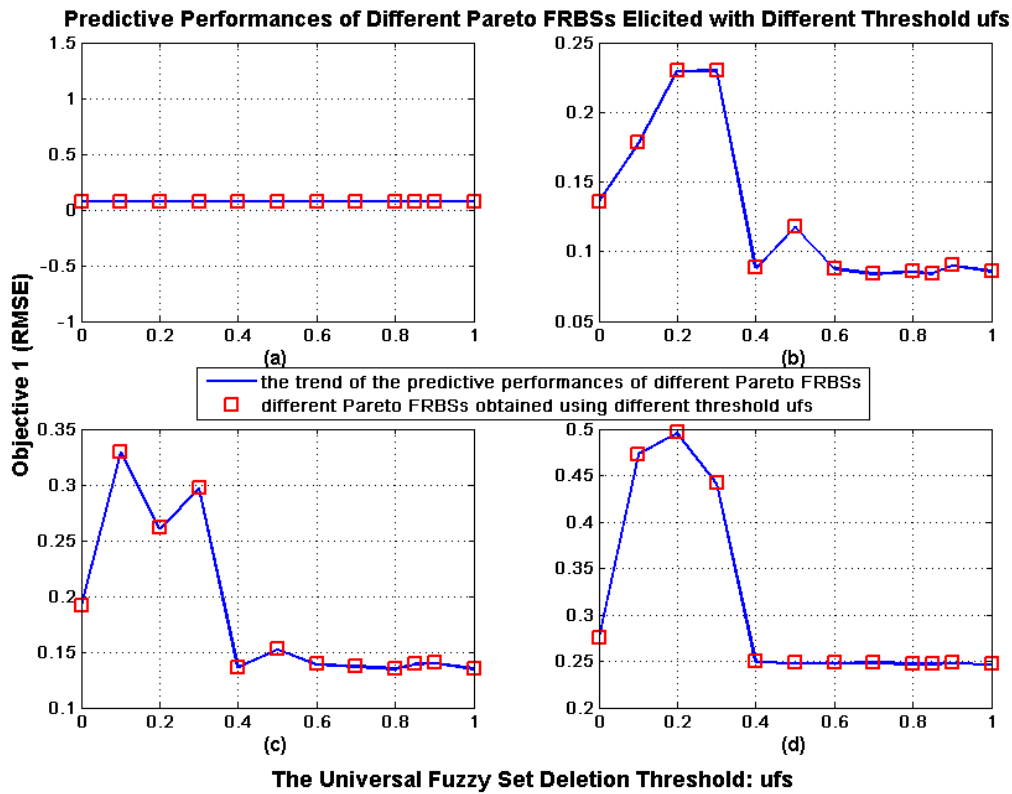 Predictive Performances of Different Pareto FRBSs Elicited with Different Threshold ufs
1.5
1
0.5
0
−0.5
−1
0 0.2 0.4 0.6 0.8 1
(a)
0.25
0.2
0.15
0.1
0.05
0 0.2 0.4 0.6 0.8 1
(b)
Objective 1 (RMSE)
the trend of the predictive performances of different Pareto FRBSs
different Pareto FRBSs obtained using different threshold ufs
0.35
0.3
0.25
0.2
0.15
0.1
0 0.2 0.4 0.6 0.8 1
(c)
0.5
0.45
0.4
0.35
0.3
0.25
0.2
0 0.2 0.4 0.6 0.8 1
(d)
The Universal Fuzzy Set Deletion Threshold: ufs